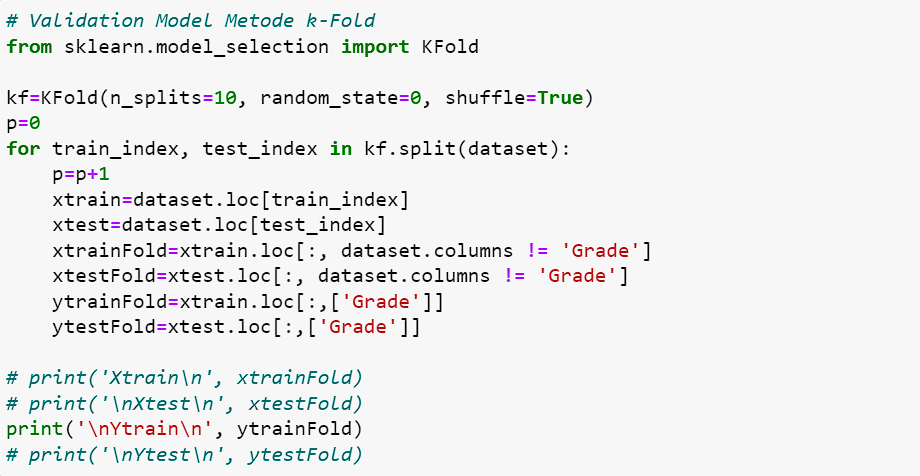 # Validation Model Metode k-Fold
from sklearn.model_selection import KFold
kf=KFold(n_splits=10, random_state=0, shuffle=True)
p=0
for train_index, test_index in kf.split(dataset):
    p=p+1
    xtrain=dataset.loc[train_index]
    xtest=dataset.loc[test_index]
    xtrainFold=xtrain.loc[:, dataset.columns != 'Grade']
    xtestFold=xtest.loc[:, dataset.columns != 'Grade']
    ytrainFold=xtrain.loc[:,['Grade']]
    ytestFold=xtest.loc[:,['Grade']]
# print('Xtrain\n', xtrainFold)
# print('\nXtest\n', xtestFold)
print('\nYtrain\n', ytrainFold)
# print('\nYtest\n', ytestFold)